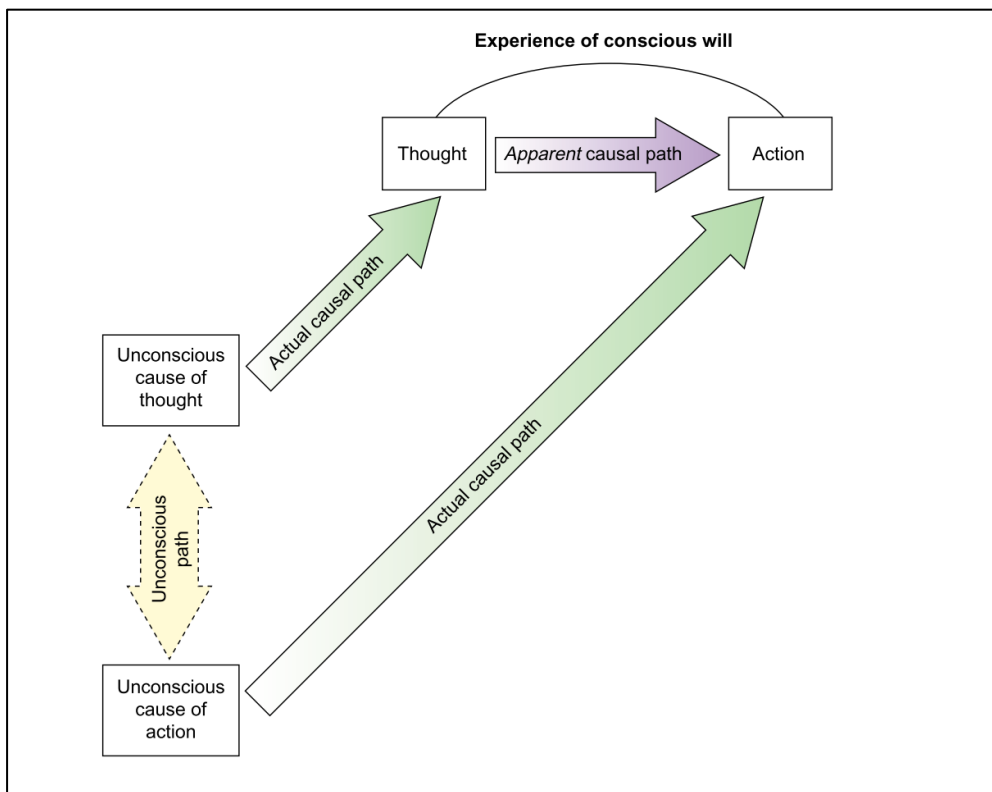 Experience of conscious will
Thought
Apparent causal path
Action
Actual causal path
Unconscious
cause of
thought
Actual causal path
Unconscious
path
Unconscious
cause of
action